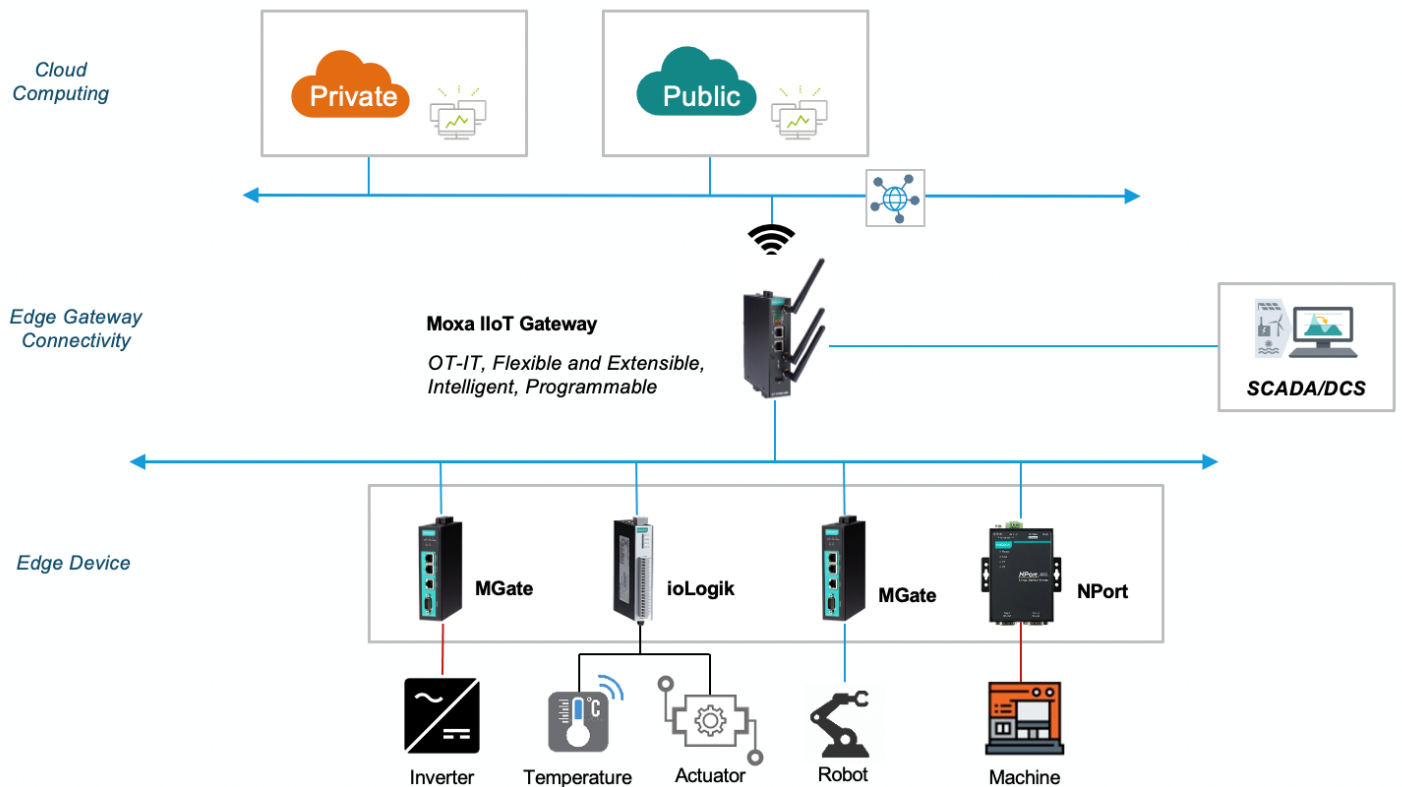 Cloud
Computing
Private
Public
Edge Gateway
Connectivity
Moxa IIoT Gateway
OT-IT, Flexible and Extensible,
Intelligent, Programmable
SCADA/DCS
Edge Device
MGate
ioLogik
MGate
NPort
NPort
°C
Inverter
Temperature
Actuator
Robot
Machine